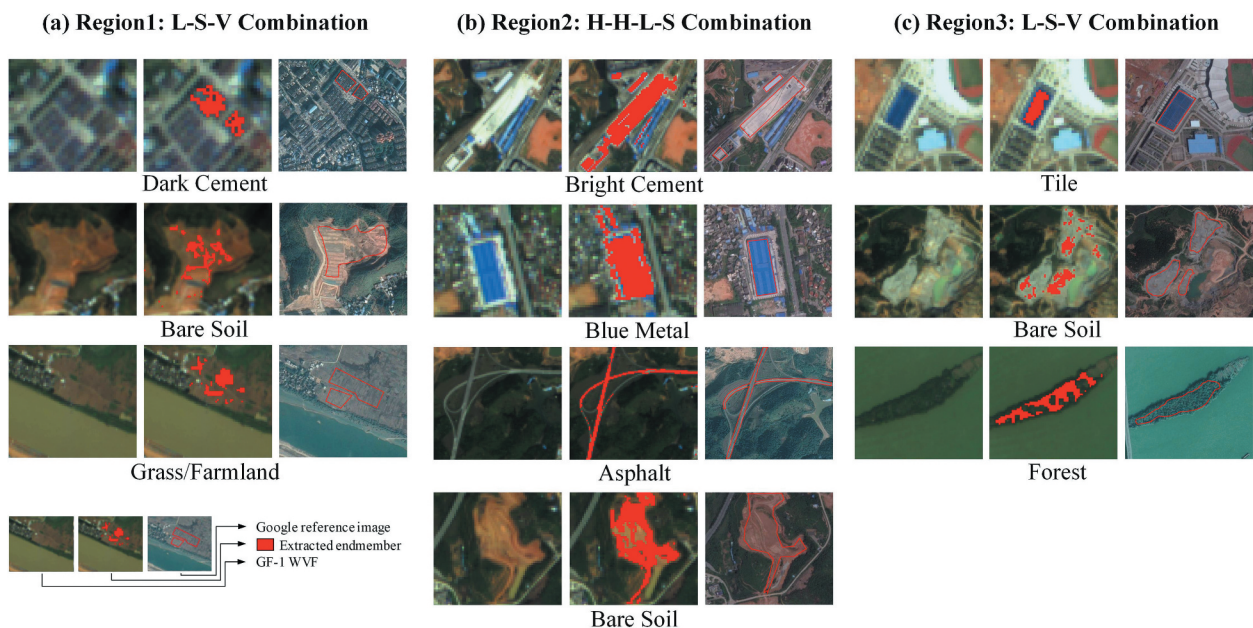 (a) Region1: L-S-V Combination
Dark Cement
Bare Soil
Grass/Farmland
Google reference image
Extracted endmember
GF-1 WVF
(b) Region2: H-H-L-S Combination
Bright Cement
Blue Metal
Asphalt
Bare Soil
(c) Region3: L-S-V Combination
Tile
Bare Soil
Forest